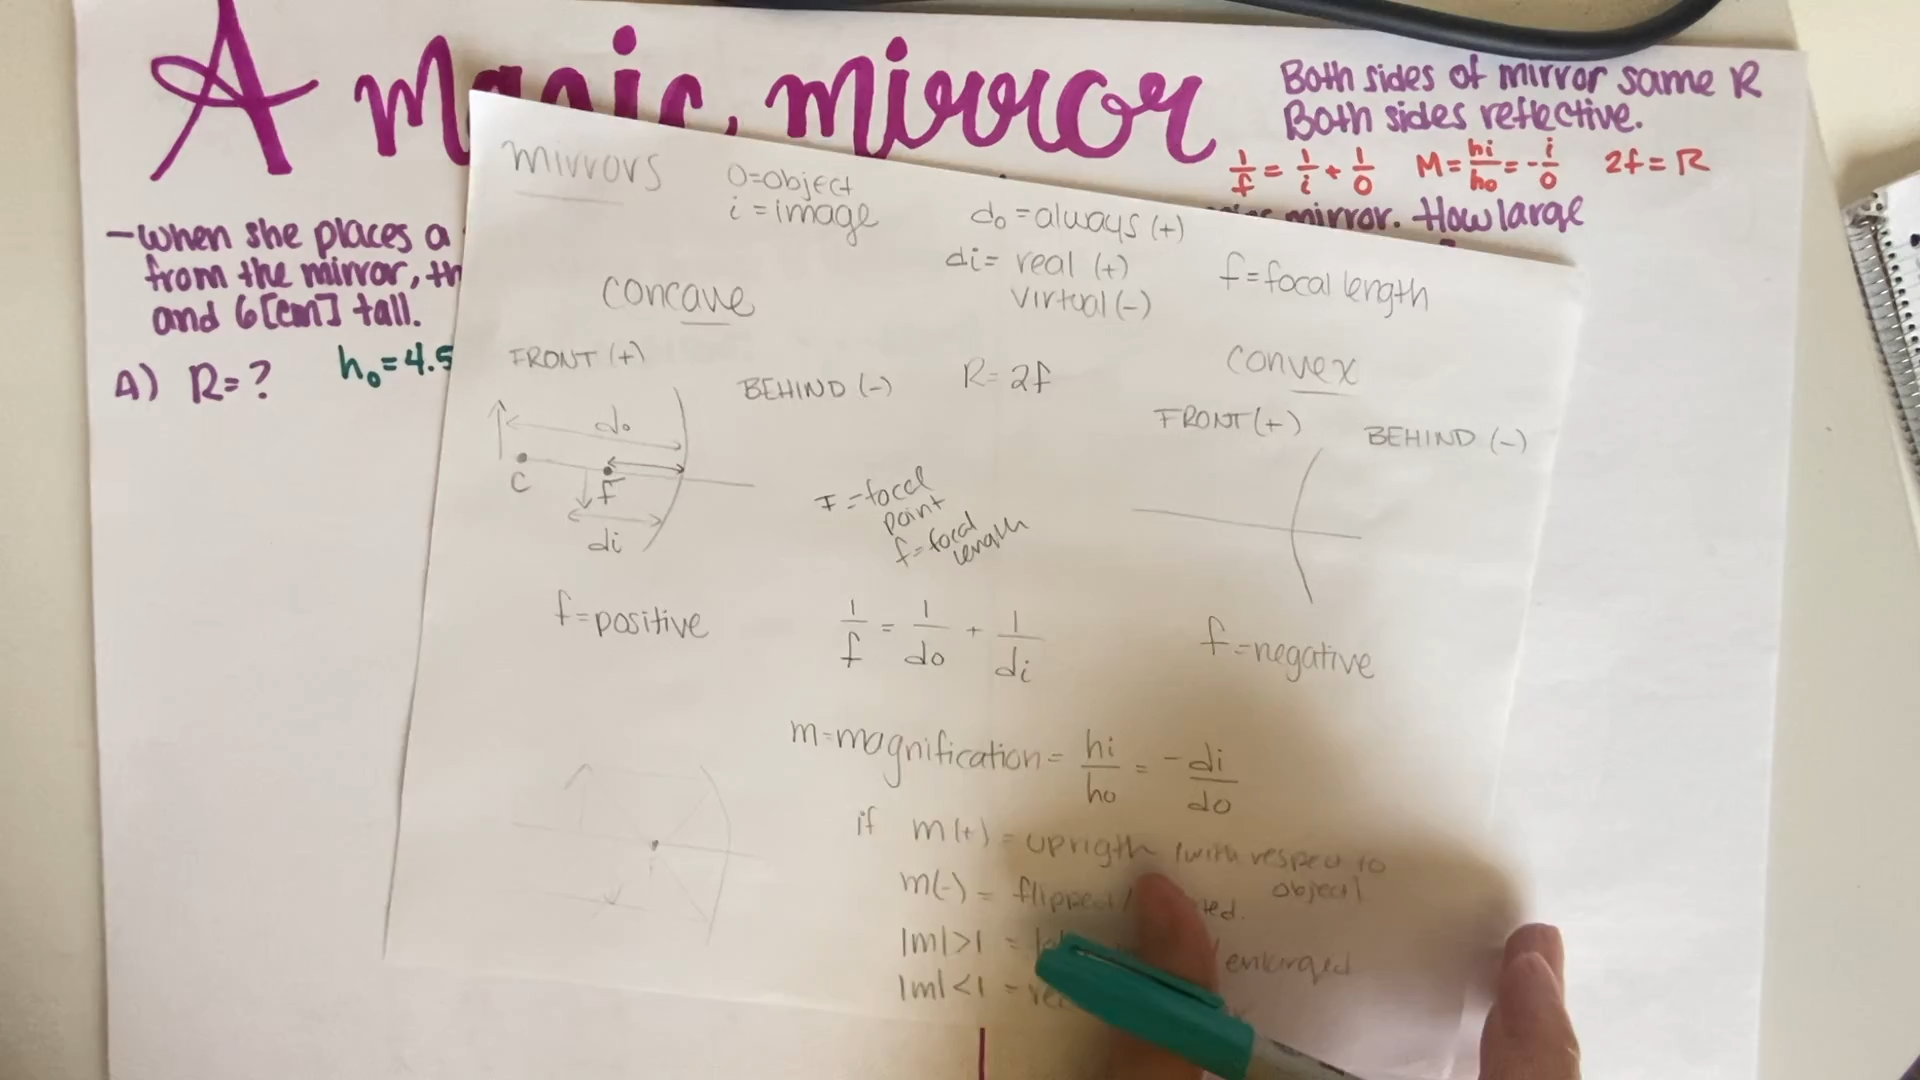 A magic mirror
Both sides of mirror same R
Both sides reflective.
1/f = 1/i + 1/o M = hi/ho = -i/o 2f = R
-When she places a
from the mirror, th
and 6[cm] tall.
mirror. How large
A) R=? ho=4.5
mirrors
O=object
i=image
do=always (+)
di= real (+)
virtual (-)
f=focal length
concave
FRONT (+)
BEHIND (-)
R=2f
convex
FRONT (+)
BEHIND (-)
do
C
F
di
F=focal
point
f=focal
length
f=positive
1/f = 1/do + 1/di
f=negative
m=magnification= hi/ho = -di/do
if m(+) = uprigth (with respect to
object)
m(-) = flipped/
|m|>1 = / enlarged
|m|<1 =